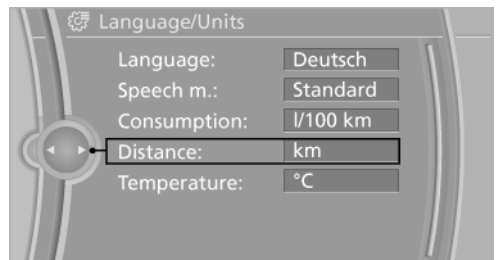 Language/Units
Language: Deutsch
Speech m.: Standard
Consumption: l/100 km
Distance: km
Temperature: °C